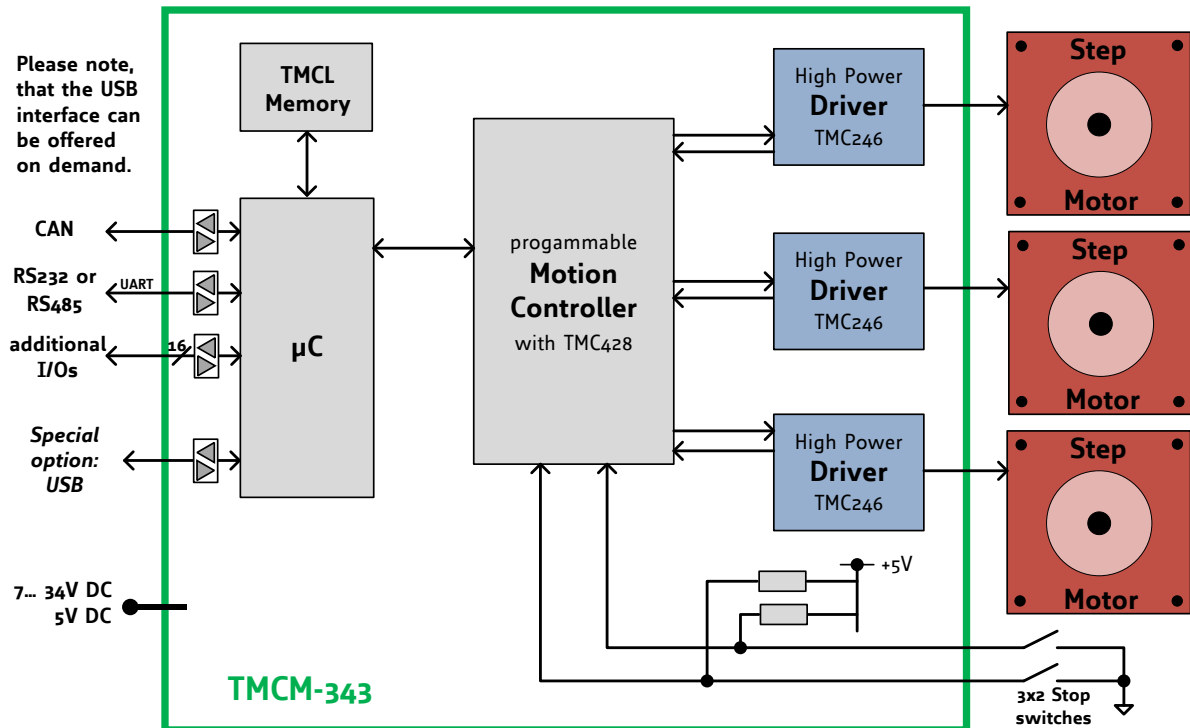 Please note,
that the USB
interface can
be offered
on demand.
TMCL
Memory
CAN
RS232 or
RS485
UART
additional
I/Os
16
Special
option:
USB
µC
7... 34V DC
5V DC
TMCM-343
progammable
Motion
Controller
with TMC428
High Power
Driver
TMC246
High Power
Driver
TMC246
High Power
Driver
TMC246
Step
Motor
Step
Motor
Step
Motor
+5V
3x2 Stop
switches